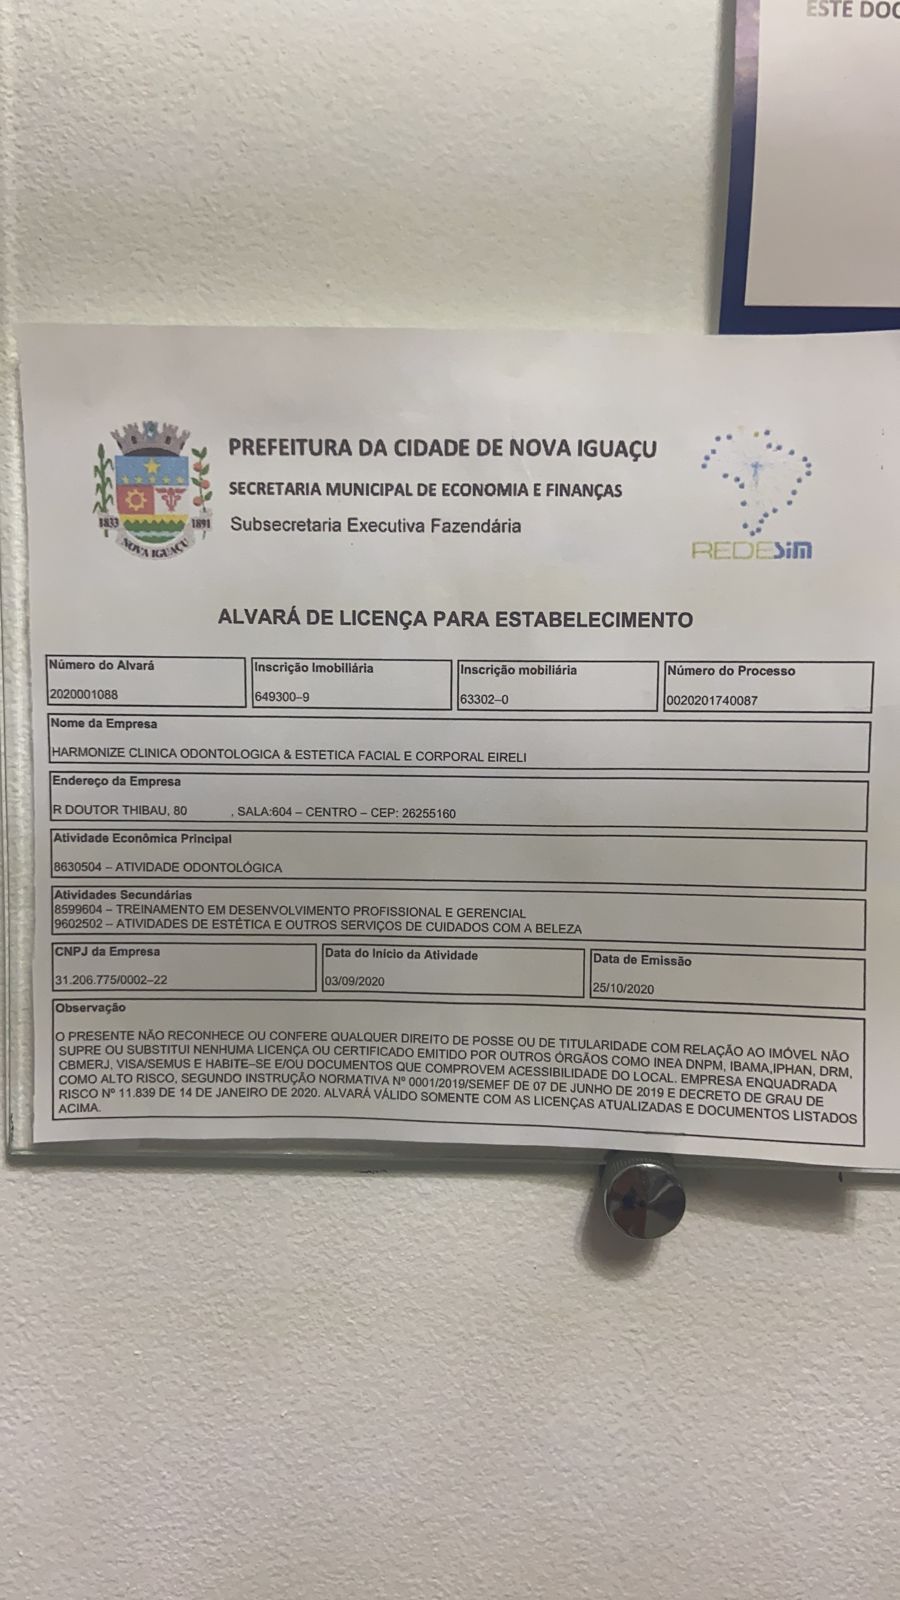 ESTE DOC
PREFEITURA DA CIDADE DE NOVA IGUAÇU
SECRETARIA MUNICIPAL DE ECONOMIA E FINANÇAS
Subsecretaria Executiva Fazendária
1833 1891
NOVA IGUAÇU
REDESIM
ALVARÁ DE LICENÇA PARA ESTABELECIMENTO
Número do Alvará Inscrição Imobiliária Inscrição mobiliária Número do Processo
2020001088 649300–9 63302–0 0020201740087
Nome da Empresa
HARMONIZE CLINICA ODONTOLOGICA & ESTETICA FACIAL E CORPORAL EIRELI
Endereço da Empresa
R DOUTOR THIBAU, 80 , SALA:604 – CENTRO – CEP: 26255160
Atividade Econômica Principal
8630504 – ATIVIDADE ODONTOLÓGICA
Atividades Secundárias
8599604 – TREINAMENTO EM DESENVOLVIMENTO PROFISSIONAL E GERENCIAL
9602502 – ATIVIDADES DE ESTÉTICA E OUTROS SERVIÇOS DE CUIDADOS COM A BELEZA
CNPJ da Empresa Data do Início da Atividade Data de Emissão
31.206.775/0002–22 03/09/2020 25/10/2020
Observação
O PRESENTE NÃO RECONHECE OU CONFERE QUALQUER DIREITO DE POSSE OU DE TITULARIDADE COM RELAÇÃO AO IMÓVEL NÃO
SUPRE OU SUBSTITUI NENHUMA LICENÇA OU CERTIFICADO EMITIDO POR OUTROS ÓRGÃOS COMO INEA DNPM, IBAMA,IPHAN, DRM,
CBMERJ, VISA/SEMUS E HABITE–SE E/OU DOCUMENTOS QUE COMPROVEM ACESSIBILIDADE DO LOCAL. EMPRESA ENQUADRADA
COMO ALTO RISCO, SEGUNDO INSTRUÇÃO NORMATIVA Nº 0001/2019/SEMEF DE 07 DE JUNHO DE 2019 E DECRETO DE GRAU DE
RISCO Nº 11.839 DE 14 DE JANEIRO DE 2020. ALVARÁ VÁLIDO SOMENTE COM AS LICENÇAS ATUALIZADAS E DOCUMENTOS LISTADOS
ACIMA.